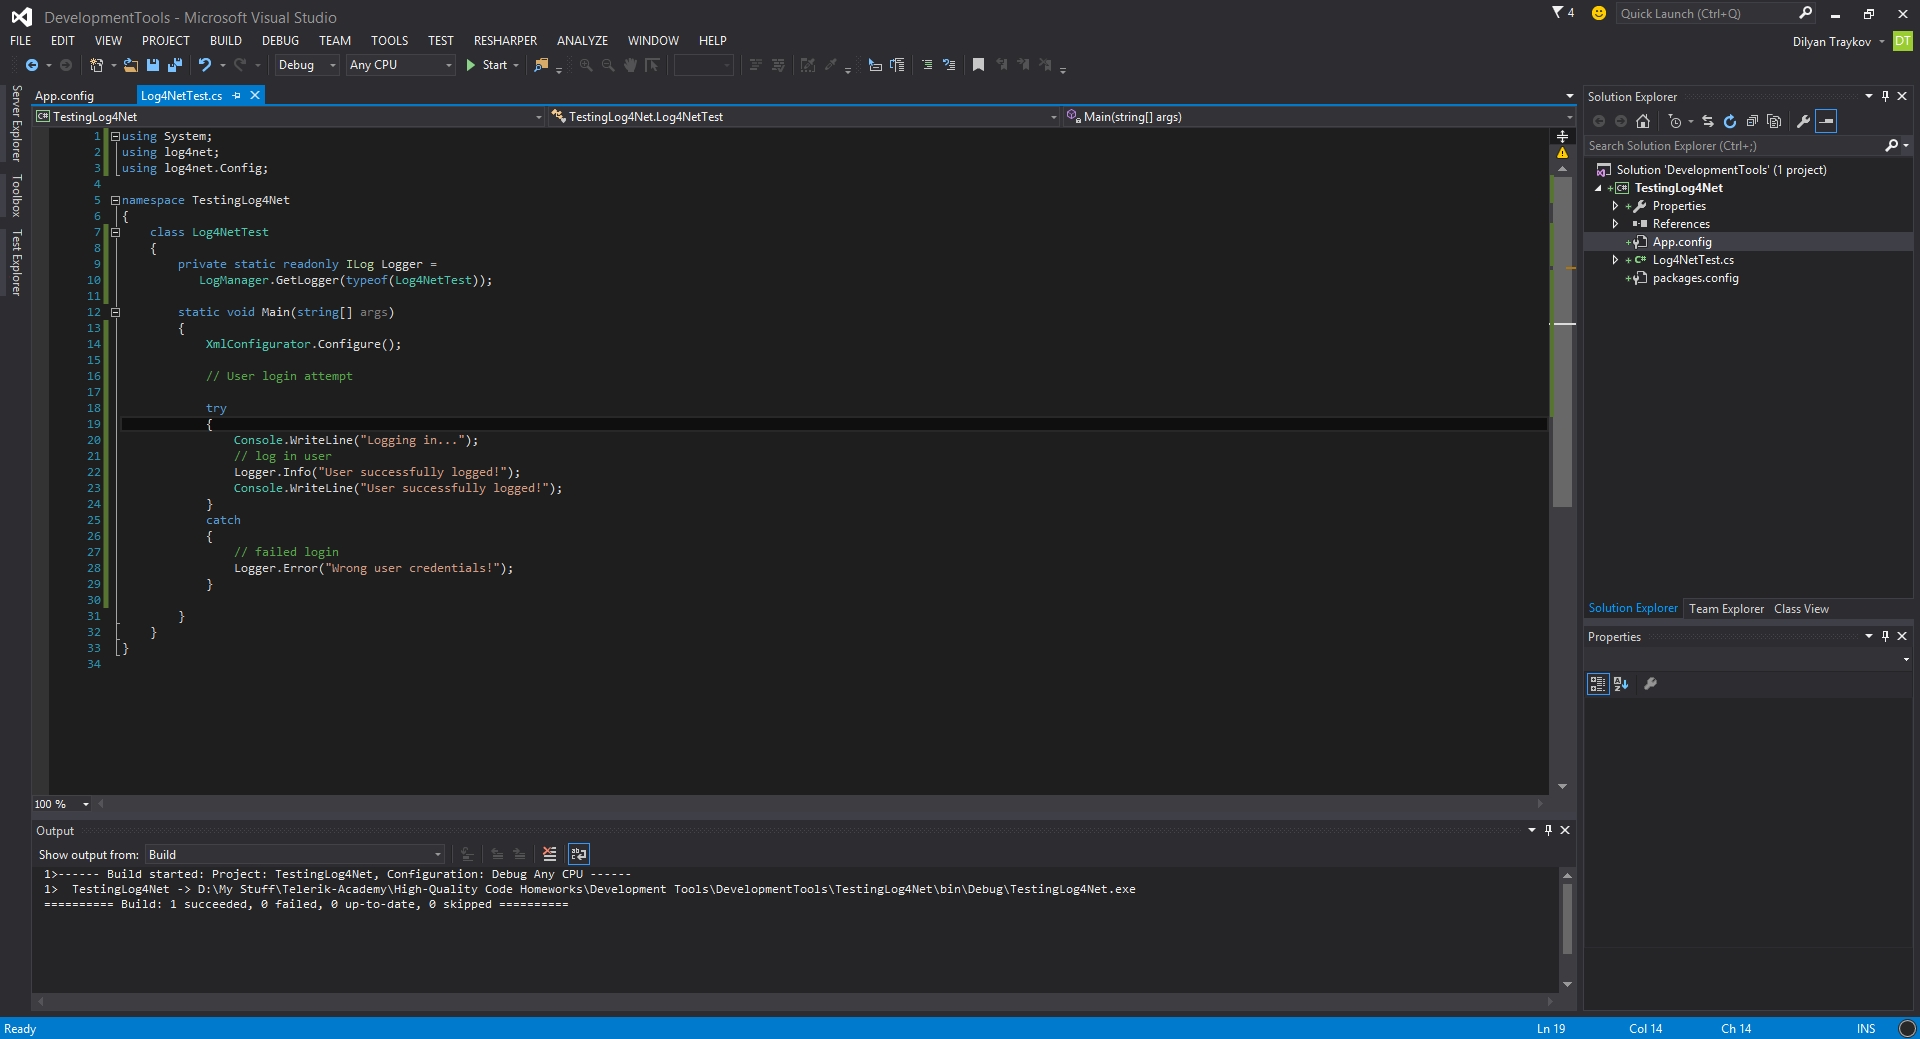 DevelopmentTools - Microsoft Visual Studio
4
Quick Launch (Ctrl+Q)
FILE EDIT VIEW PROJECT BUILD DEBUG TEAM TOOLS TEST RESHARPER ANALYZE WINDOW HELP
Dilyan Traykov
DT
Debug
Any CPU
Start
Server Explorer
Toolbox
Test Explorer
App.config
Log4NetTest.cs
TestingLog4Net
TestingLog4Net.Log4NetTest
Main(string[] args)
1 using System;
2 using log4net;
3 using log4net.Config;
4
5 namespace TestingLog4Net
6 {
7 class Log4NetTest
8 {
9 private static readonly ILog Logger =
10 LogManager.GetLogger(typeof(Log4NetTest));
11
12 static void Main(string[] args)
13 {
14 XmlConfigurator.Configure();
15
16 // User login attempt
17
18 try
19 {
20 Console.WriteLine("Logging in...");
21 // log in user
22 Logger.Info("User successfully logged!");
23 Console.WriteLine("User successfully logged!");
24 }
25 catch
26 {
27 // failed login
28 Logger.Error("Wrong user credentials!");
29 }
30
31 }
32 }
33 }
34
100 %
Output
Show output from: Build
1>------ Build started: Project: TestingLog4Net, Configuration: Debug Any CPU ------
1>  TestingLog4Net -> D:\My Stuff\Telerik-Academy\High-Quality Code Homeworks\Development Tools\DevelopmentTools\TestingLog4Net\bin\Debug\TestingLog4Net.exe
========== Build: 1 succeeded, 0 failed, 0 up-to-date, 0 skipped ==========
Solution Explorer
Search Solution Explorer (Ctrl+;)
Solution 'DevelopmentTools' (1 project)
TestingLog4Net
Properties
References
App.config
Log4NetTest.cs
packages.config
Solution Explorer Team Explorer Class View
Properties
Ready
Ln 19 Col 14 Ch 14 INS